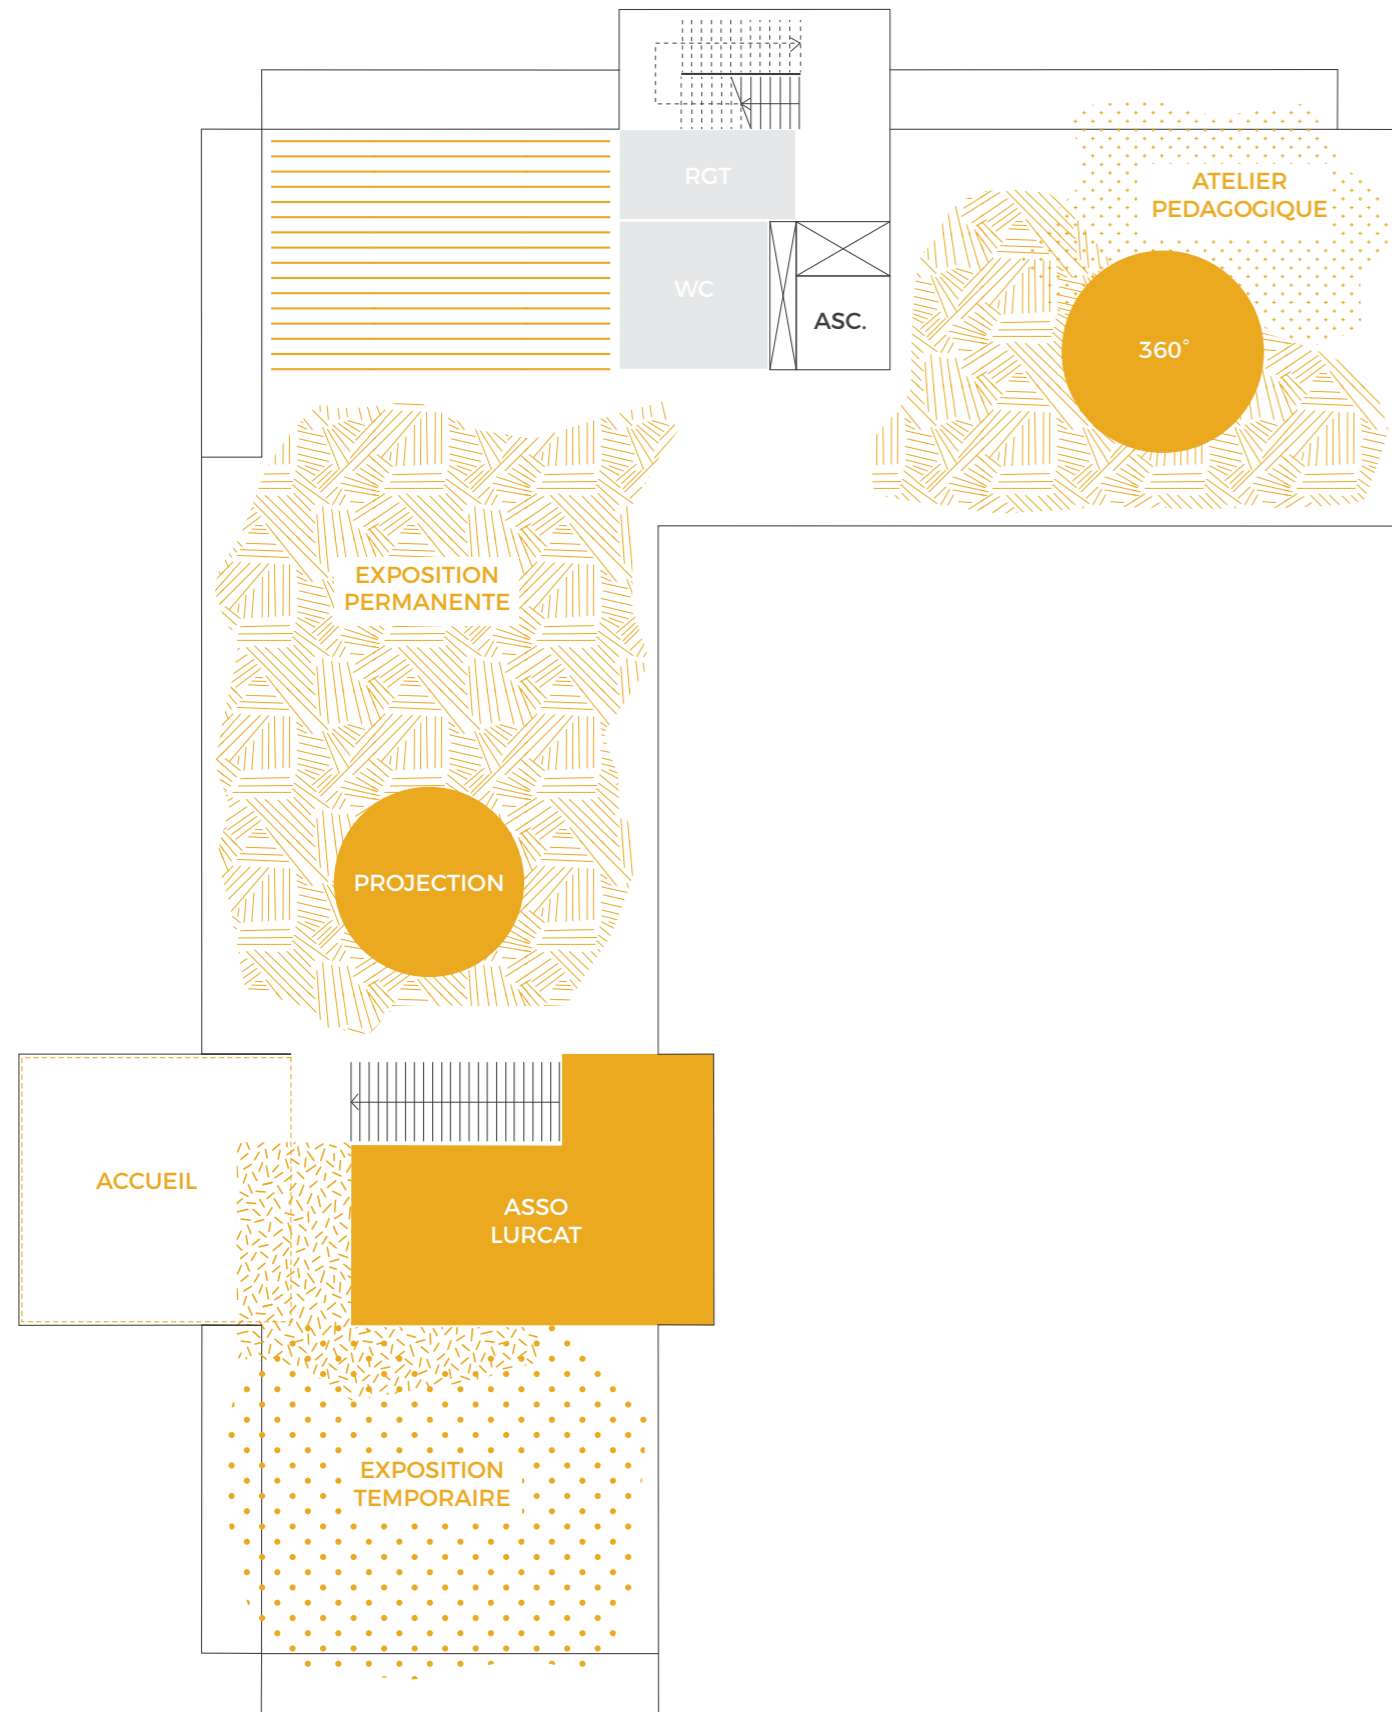 RGT
ATELIER
PEDAGOGIQUE
WC
ASC.
360°
EXPOSITION
PERMANENTE
PROJECTION
ACCUEIL
ASSO
LURCAT
EXPOSITION
TEMPORAIRE